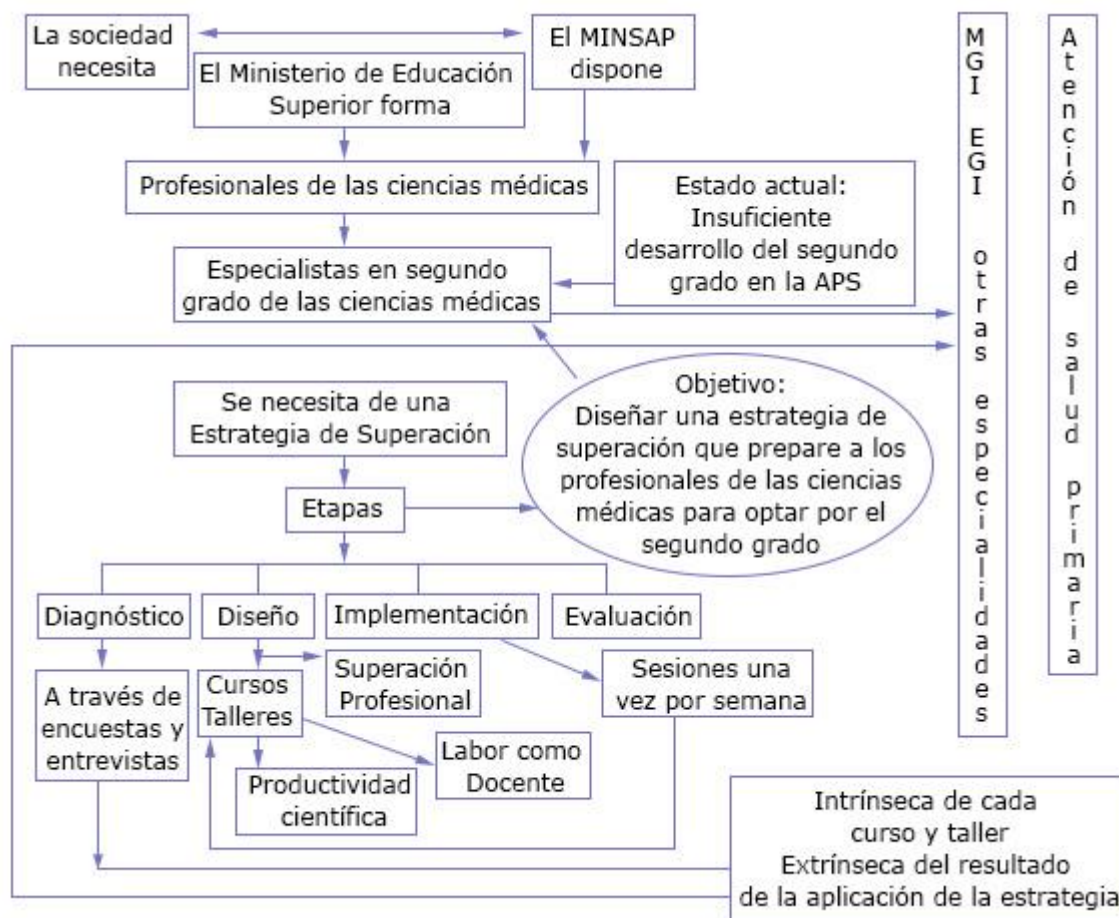 La sociedad
necesita
El MINSAP
dispone
El Ministerio de Educación
Superior forma
Profesionales de las ciencias médicas
Estado actual:
Insuficiente
desarrollo del segundo
grado en la APS
Especialistas en segundo
grado de las ciencias médicas
Se necesita de una
Estrategia de Superación
Objetivo:
Diseñar una estrategia de
superación que prepare a los
profesionales de las ciencias
médicas para optar por el
segundo grado
Etapas
Diagnóstico
Diseño
Implementación
Evaluación
A través de
encuestas y
entrevistas
Cursos
Talleres
Superación
Profesional
Sesiones una
vez por semana
Productividad
científica
Labor como
Docente
Intrínseca de cada
curso y taller
Extrínseca del resultado
de la aplicación de la estrategia
MGI EGI otras especialidades
Atención de salud primaria